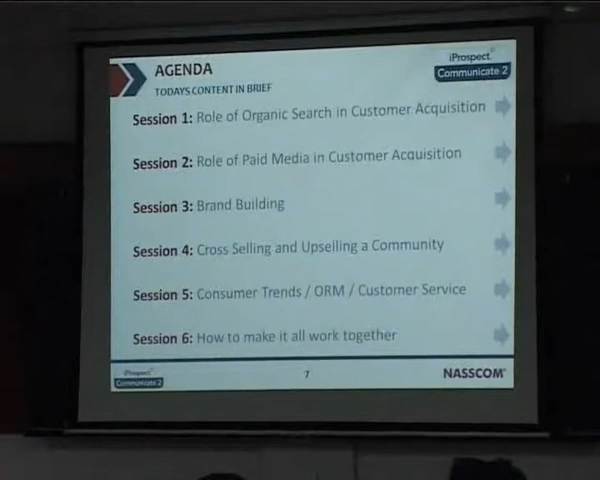 AGENDA
TODAYS CONTENT IN BRIEF
iProspect
Communicate 2
Session 1: Role of Organic Search in Customer Acquisition
Session 2: Role of Paid Media in Customer Acquisition
Session 3: Brand Building
Session 4: Cross Selling and Upselling a Community
Session 5: Consumer Trends / ORM / Customer Service
Session 6: How to make it all work together
iProspect
Communicate 2
7
NASSCOM®